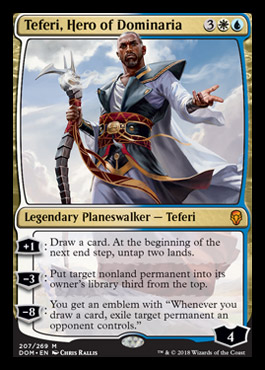 Teferi, Hero of Dominaria 3
Legendary Planeswalker — Teferi
+1: Draw a card. At the beginning of the
next end step, untap two lands.
−3: Put target nonland permanent into its
owner's library third from the top.
−8: You get an emblem with "Whenever you
draw a card, exile target permanent an
opponent controls."
4
207/269 M
DOM • EN Chris Rallis
™ & © 2018 Wizards of the Coast